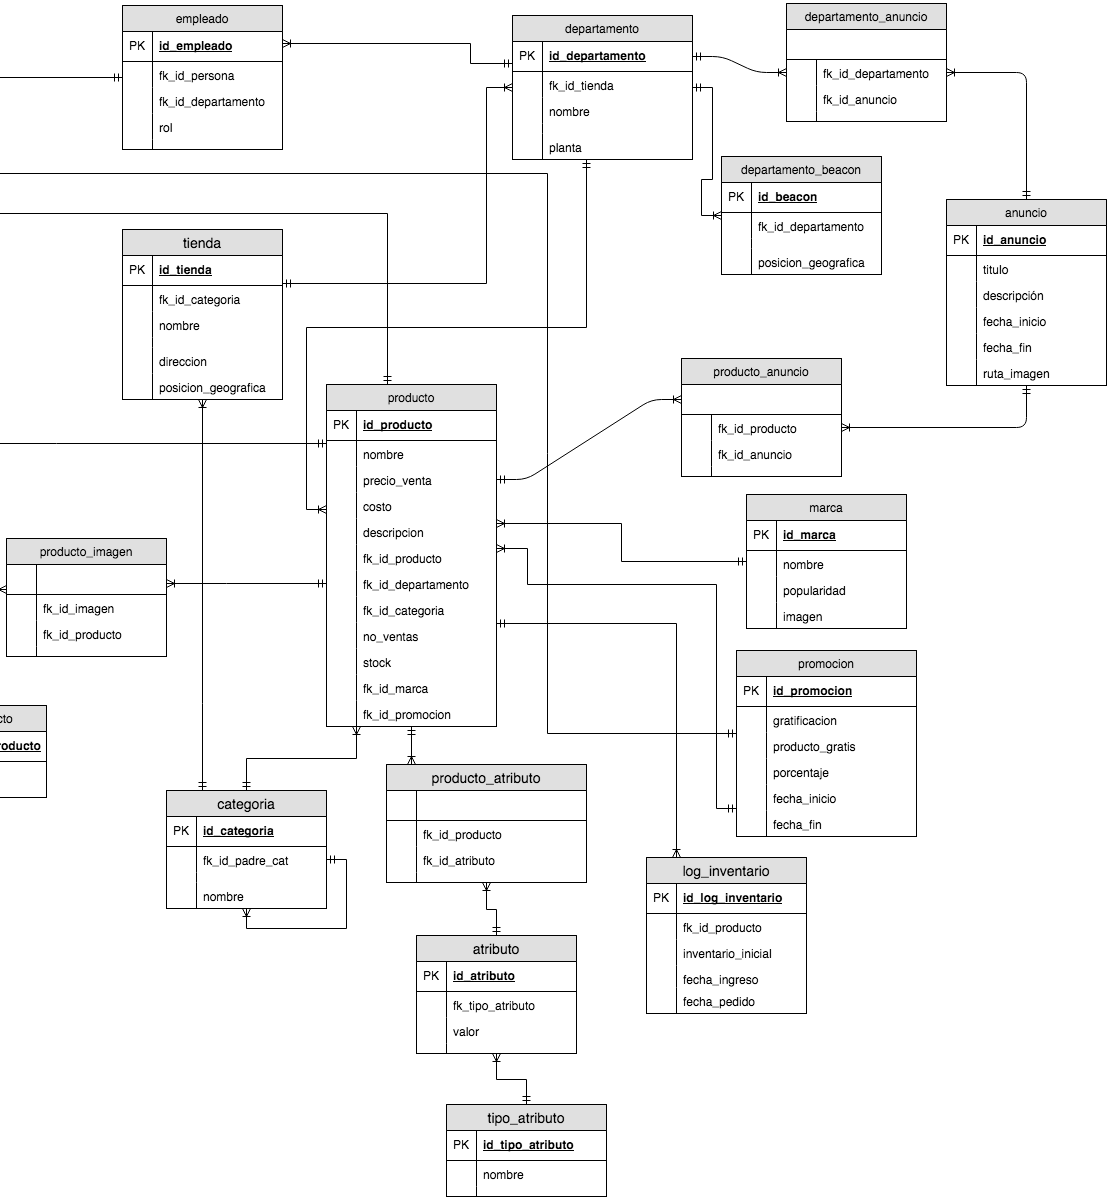 empleado
PK id_empleado
fk_id_persona
fk_id_departamento
rol
departamento
PK id_departamento
fk_id_tienda
nombre
planta
departamento_anuncio
fk_id_departamento
fk_id_anuncio
departamento_beacon
PK id_beacon
fk_id_departamento
posicion_geografica
anuncio
PK id_anuncio
titulo
descripción
fecha_inicio
fecha_fin
ruta_imagen
tienda
PK id_tienda
fk_id_categoria
nombre
direccion
posicion_geografica
producto
PK id_producto
nombre
precio_venta
costo
descripcion
fk_id_producto
fk_id_departamento
fk_id_categoria
no_ventas
stock
fk_id_marca
fk_id_promocion
producto_anuncio
fk_id_producto
fk_id_anuncio
marca
PK id_marca
nombre
popularidad
imagen
producto_imagen
fk_id_imagen
fk_id_producto
promocion
PK id_promocion
gratificacion
producto_gratis
porcentaje
fecha_inicio
fecha_fin
cto
roducto
categoria
PK id_categoria
fk_id_padre_cat
nombre
producto_atributo
fk_id_producto
fk_id_atributo
log_inventario
PK id_log_inventario
fk_id_producto
inventario_inicial
fecha_ingreso
fecha_pedido
atributo
PK id_atributo
fk_tipo_atributo
valor
tipo_atributo
PK id_tipo_atributo
nombre